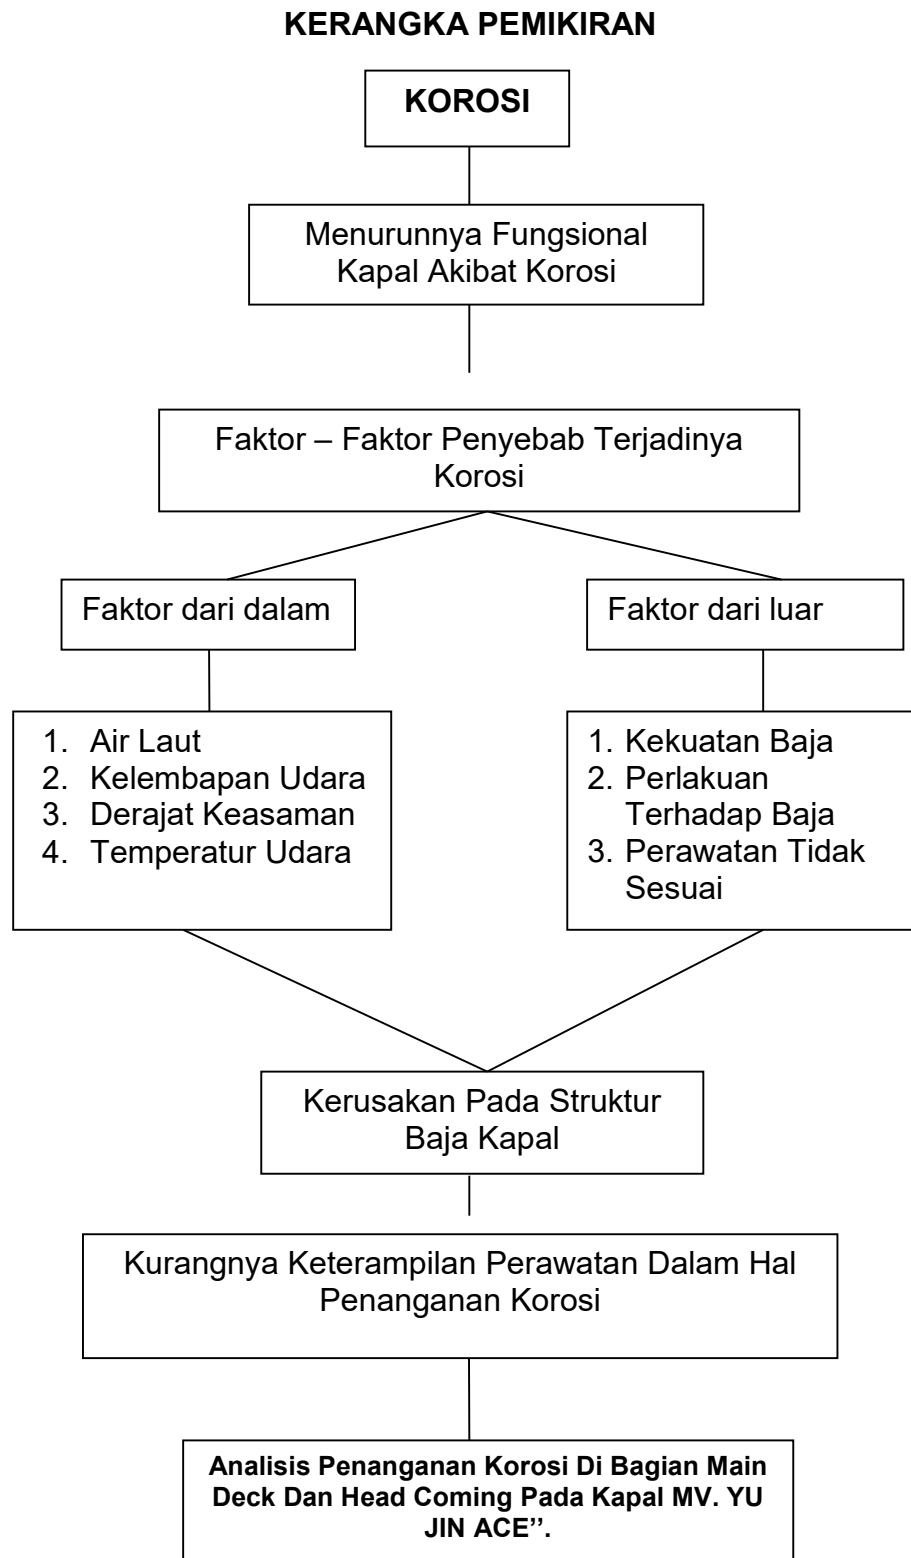 KERANGKA PEMIKIRAN
KOROSI
Menurunnya Fungsional
Kapal Akibat Korosi
Faktor – Faktor Penyebab Terjadinya
Korosi
Faktor dari dalam
Faktor dari luar
1. Air Laut
2. Kelembapan Udara
3. Derajat Keasaman
4. Temperatur Udara
1. Kekuatan Baja
2. Perlakuan
Terhadap Baja
3. Perawatan Tidak
Sesuai
Kerusakan Pada Struktur
Baja Kapal
Kurangnya Keterampilan Perawatan Dalam Hal
Penanganan Korosi
Analisis Penanganan Korosi Di Bagian Main
Deck Dan Head Coming Pada Kapal MV. YU
JIN ACE’’.